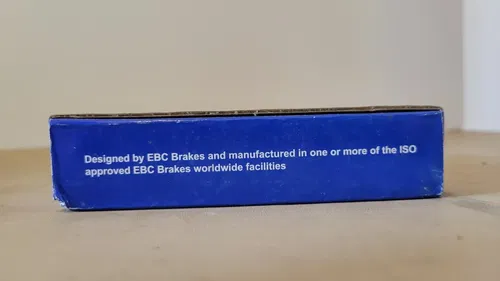 Designed by EBC Brakes and manufactured in one or more of the ISO
approved EBC Brakes worldwide facilities